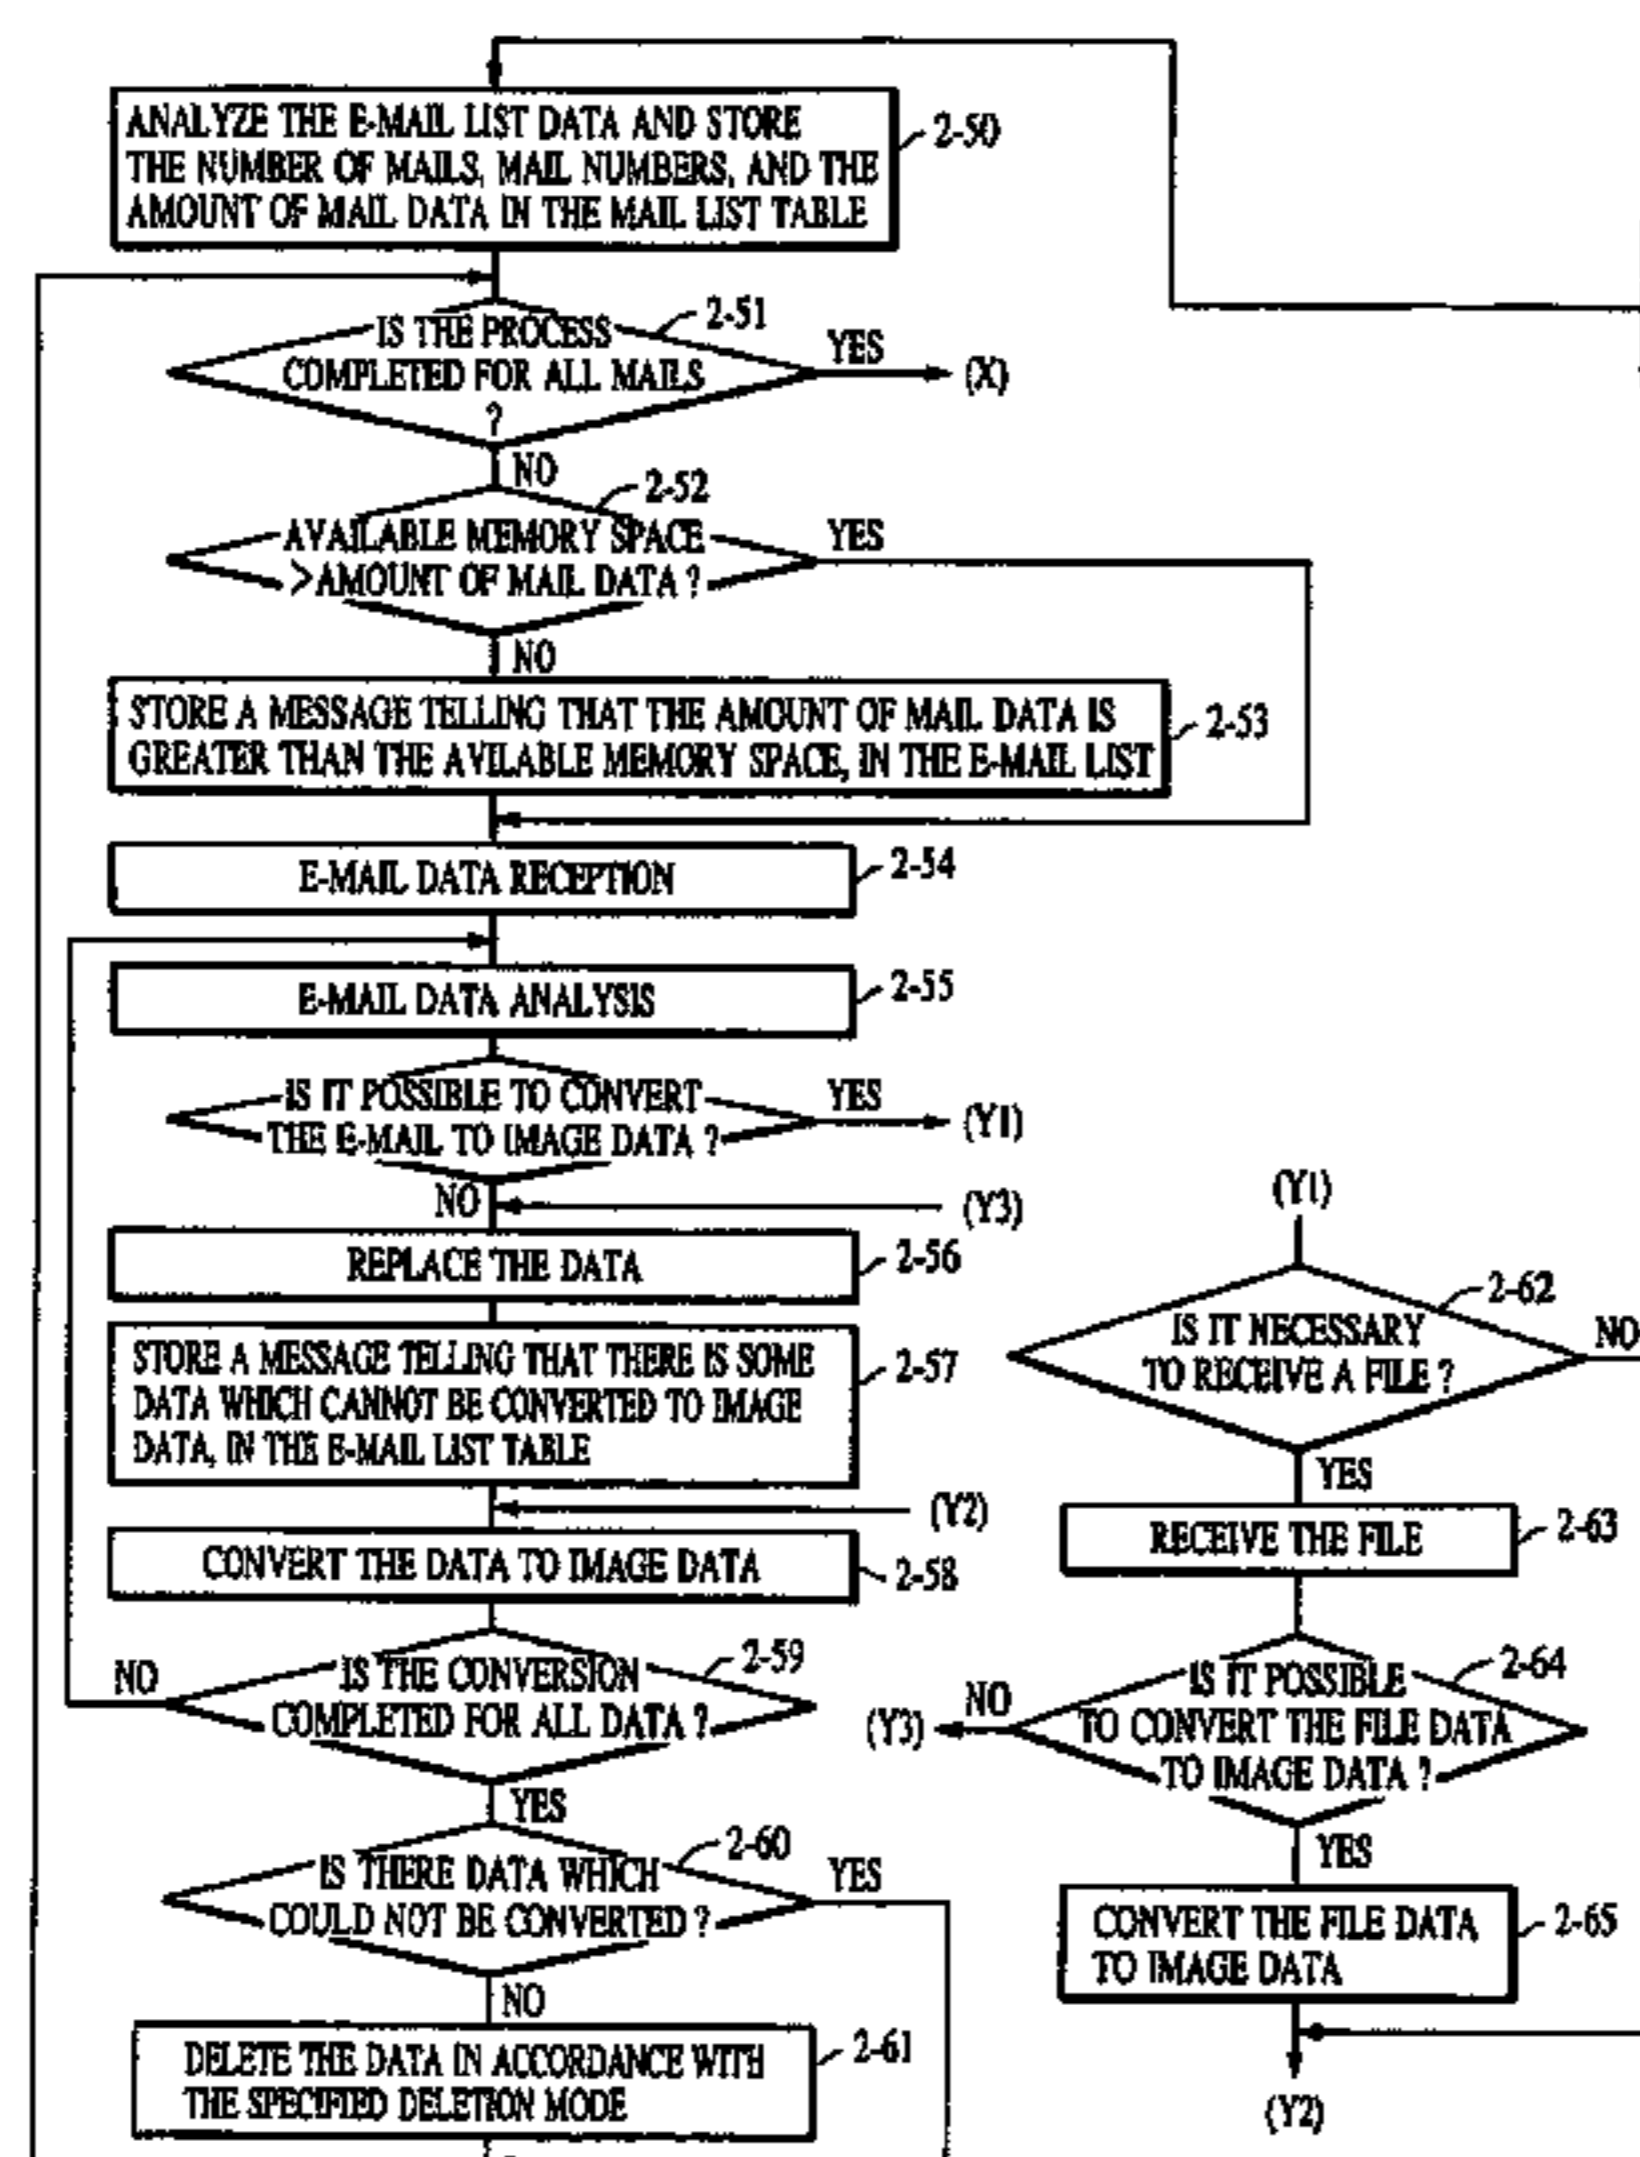 ANALYZE THE E-MAIL LIST DATA AND STORE
THE NUMBER OF MAILS, MAIL NUMBERS, AND THE
AMOUNT OF MAIL DATA IN THE MAIL LIST TABLE
2-50
IS THE PROCESS
COMPLETED FOR ALL MAILS
?
2-51
YES
(X)
NO
AVAILABLE MEMORY SPACE
>AMOUNT OF MAIL DATA ?
2-52
YES
NO
STORE A MESSAGE TELLING THAT THE AMOUNT OF MAIL DATA IS
GREATER THAN THE AVILABLE MEMORY SPACE, IN THE E-MAIL LIST
2-53
E-MAIL DATA RECEPTION
2-54
E-MAIL DATA ANALYSIS
2-55
IS IT POSSIBLE TO CONVERT
THE E-MAIL TO IMAGE DATA ?
YES
(Y1)
NO
(Y3)
REPLACE THE DATA
2-56
STORE A MESSAGE TELLING THAT THERE IS SOME
DATA WHICH CANNOT BE CONVERTED TO IMAGE
DATA, IN THE E-MAIL LIST TABLE
2-57
(Y2)
CONVERT THE DATA TO IMAGE DATA
2-58
IS THE CONVERSION
COMPLETED FOR ALL DATA ?
2-59
NO
YES
IS THERE DATA WHICH
COULD NOT BE CONVERTED ?
2-60
YES
NO
DELETE THE DATA IN ACCORDANCE WITH
THE SPECIFIED DELETION MODE
2-61
(Y1)
IS IT NECESSARY
TO RECEIVE A FILE ?
2-62
NO
YES
RECEIVE THE FILE
2-63
IS IT POSSIBLE
TO CONVERT THE FILE DATA
TO IMAGE DATA ?
2-64
NO
(Y3)
YES
CONVERT THE FILE DATA
TO IMAGE DATA
2-65
(Y2)